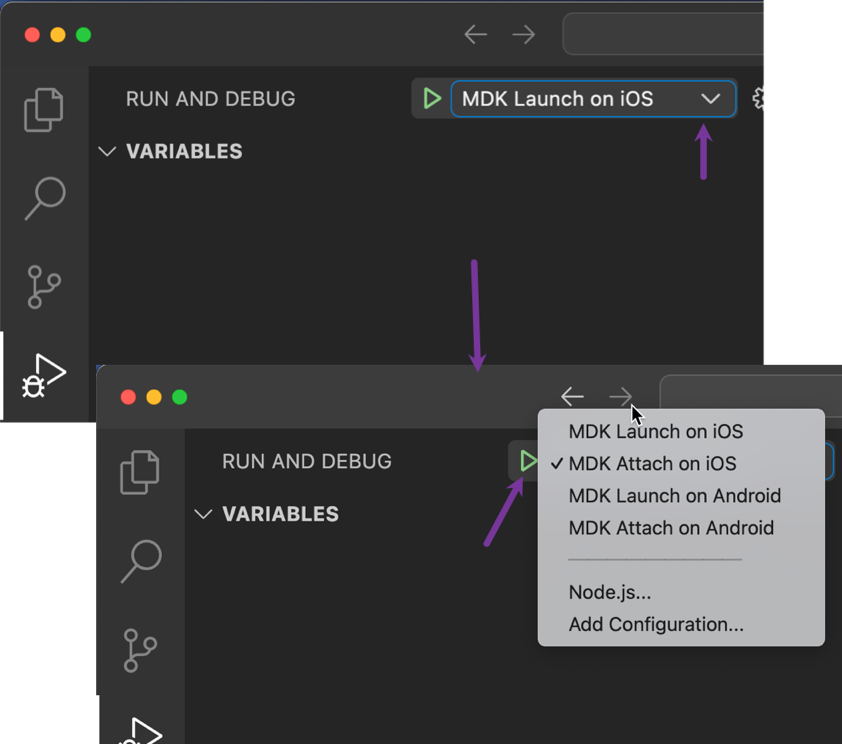 RUN AND DEBUG
MDK Launch on iOS
VARIABLES
RUN AND DEBUG
VARIABLES
MDK Launch on iOS
MDK Attach on iOS
MDK Launch on Android
MDK Attach on Android
Node.js...
Add Configuration...